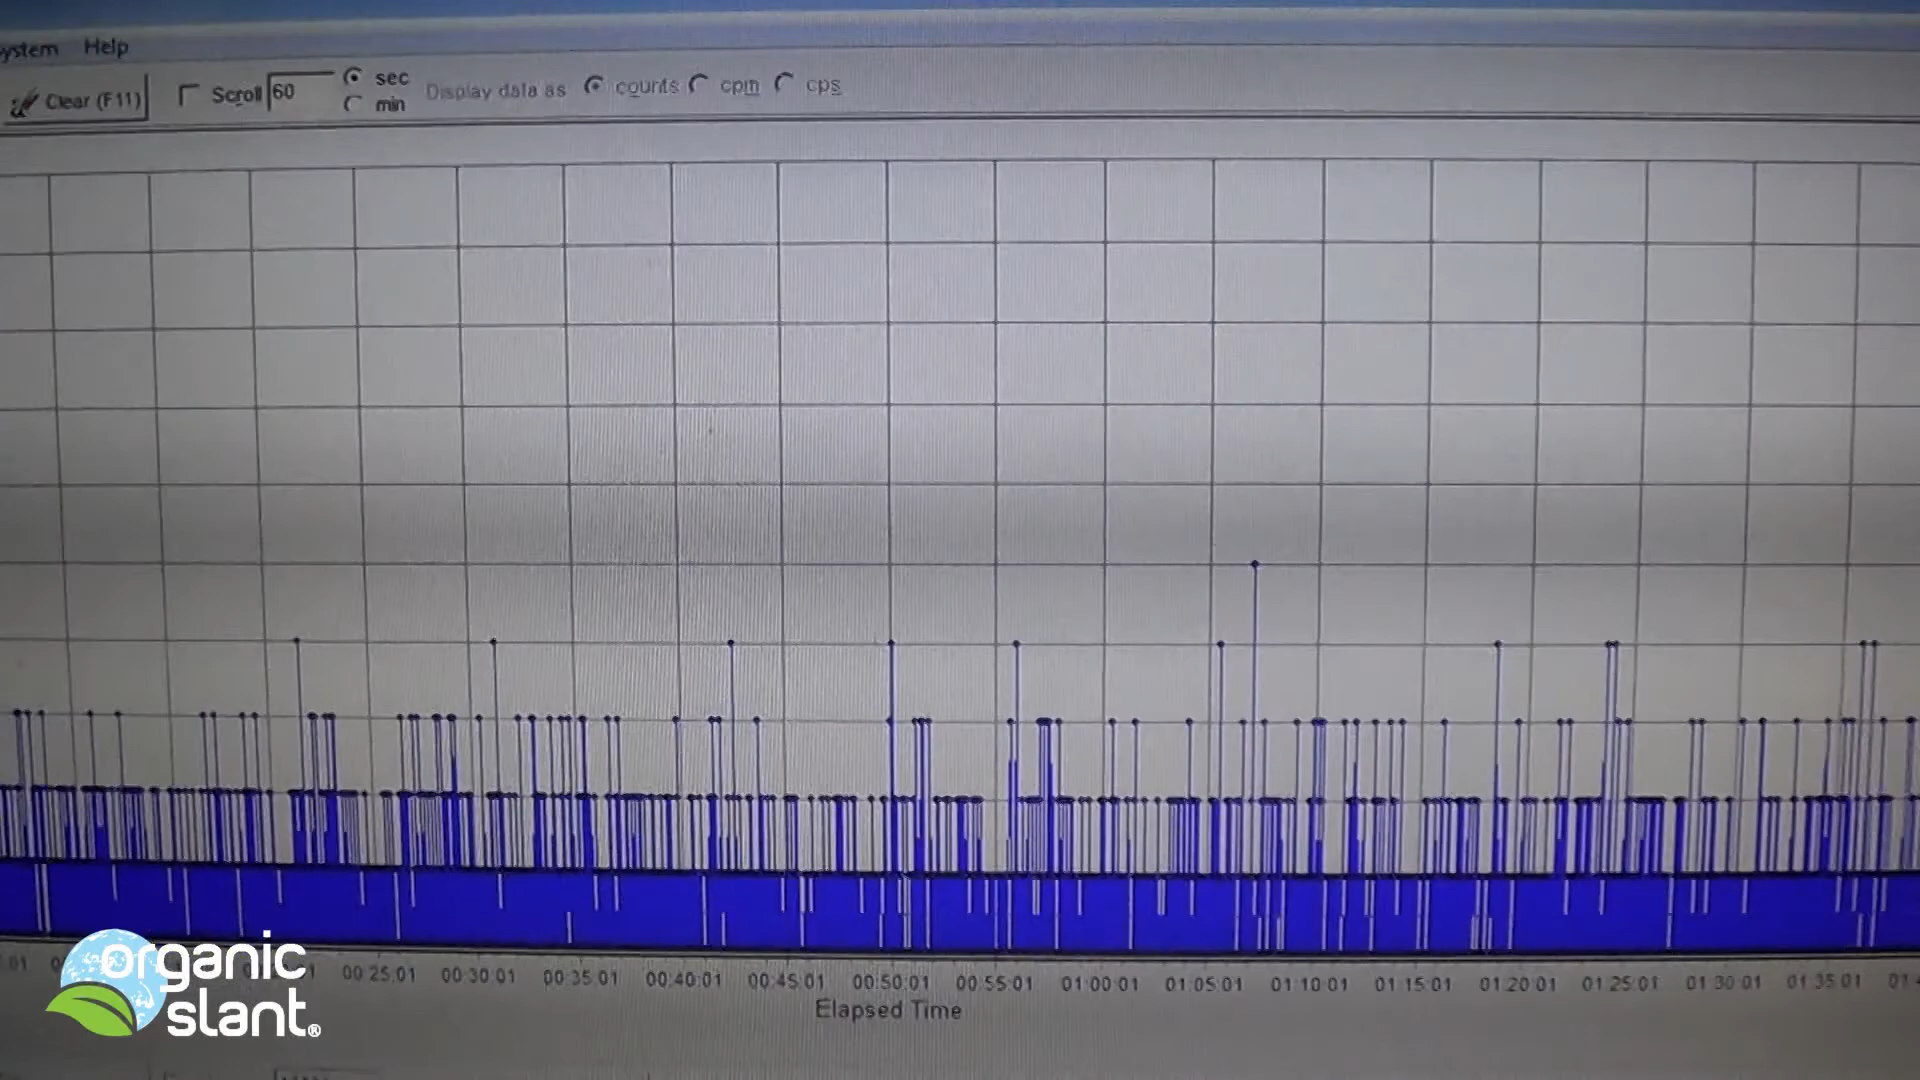 Help
Clear (F11)
Scroll 60
sec
min
Display data as counts cpm cps
00:25:01 00:30:01 00:35:01 00:40:01 00:45:01 00:50:01 00:55:01 01:00:01 01:05:01 01:10:01 01:15:01 01:20:01 01:25:01 01:30:01 01:35:01
Elapsed Time
organic
slant®